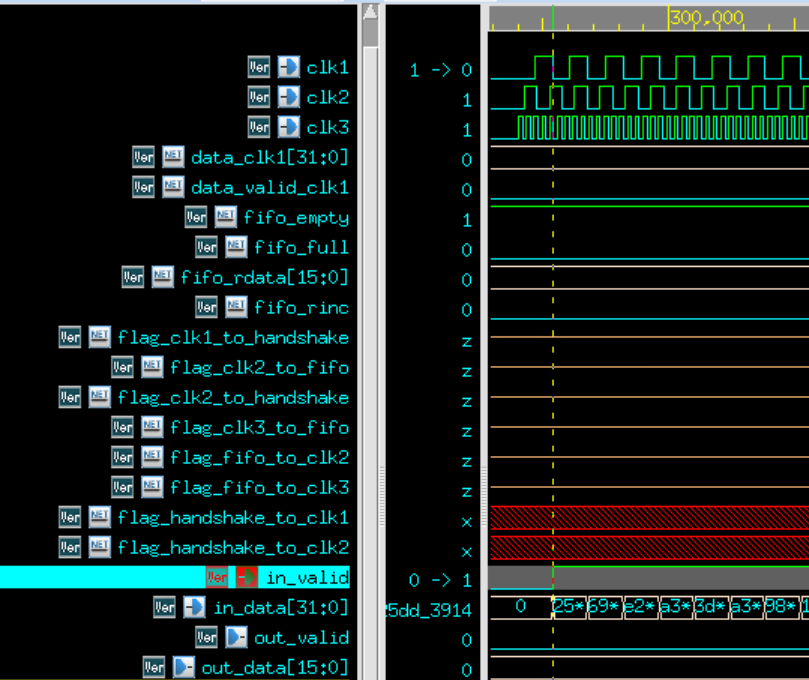 300,000
Ver clk1 1 -> 0
Ver clk2 1
Ver clk3 1
Ver NET data_clk1[31:0] 0
Ver NET data_valid_clk1 0
Ver NET fifo_empty 1
Ver NET fifo_full 0
Ver NET fifo_rdata[15:0] 0
Ver NET fifo_rinc 0
Ver NET flag_clk1_to_handshake z
Ver NET flag_clk2_to_fifo z
Ver NET flag_clk2_to_handshake z
Ver NET flag_clk3_to_fifo z
Ver NET flag_fifo_to_clk2 z
Ver NET flag_fifo_to_clk3 z
Ver NET flag_handshake_to_clk1 x
Ver NET flag_handshake_to_clk2 x
Ver in_valid 0 -> 1
Ver in_data[31:0] 5dd_3914 0 25* 69* e2* a3* 3d* a3* 98* 1
Ver out_valid 0
Ver out_data[15:0] 0